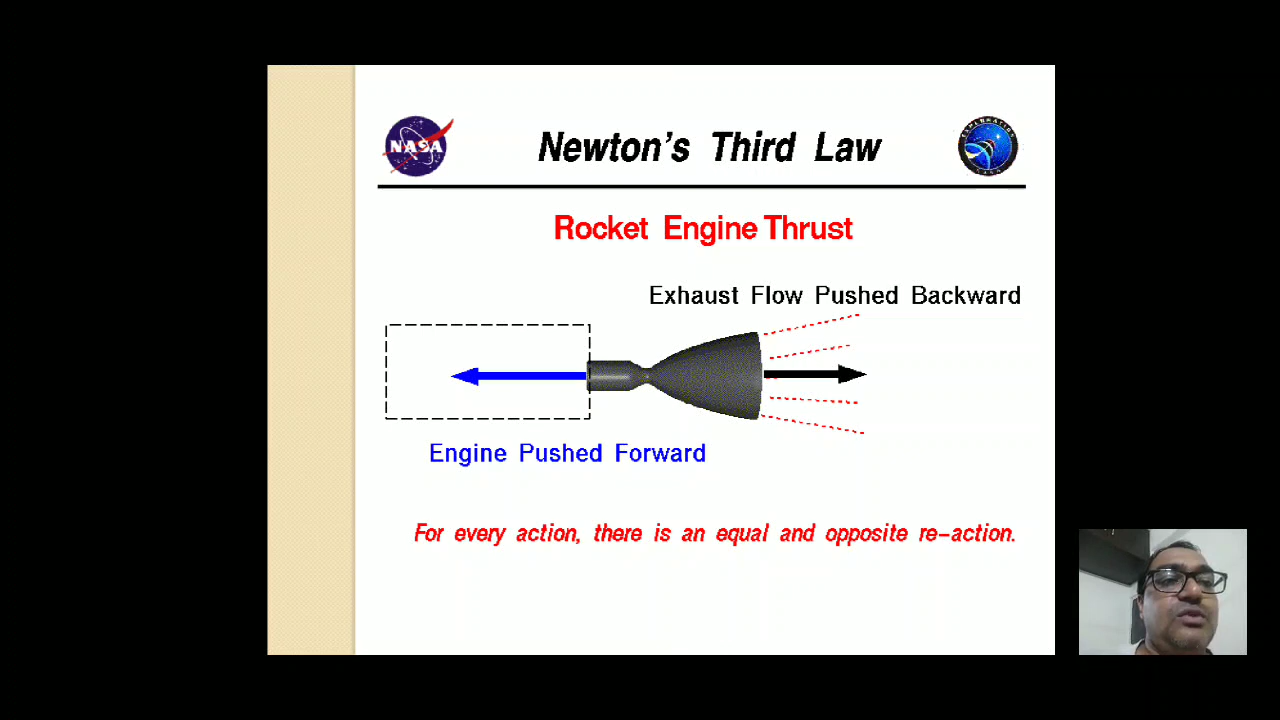 NASA
Newton's Third Law
Rocket Engine Thrust
Exhaust Flow Pushed Backward
Engine Pushed Forward
For every action, there is an equal and opposite re-action.